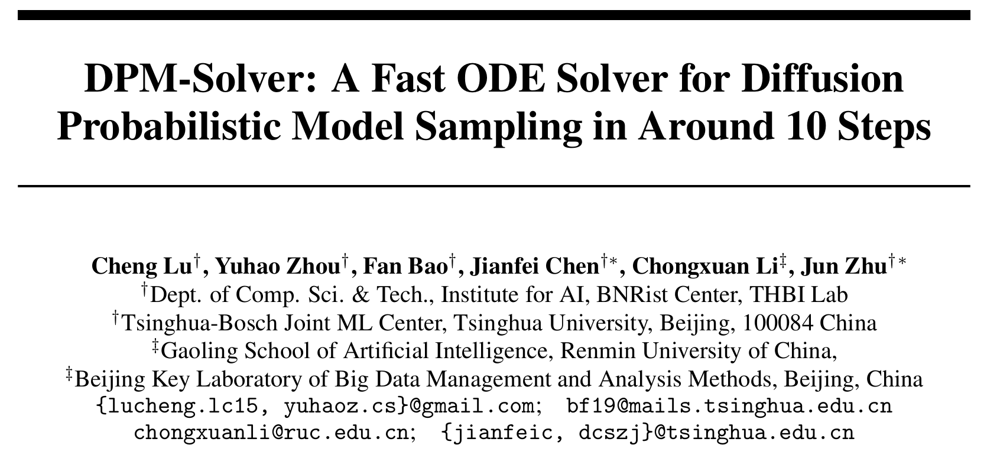 DPM-Solver: A Fast ODE Solver for Diffusion
Probabilistic Model Sampling in Around 10 Steps
Cheng Lu†, Yuhao Zhou†, Fan Bao†, Jianfei Chen†*, Chongxuan Li‡, Jun Zhu†*
†Dept. of Comp. Sci. & Tech., Institute for AI, BNRist Center, THBI Lab
†Tsinghua-Bosch Joint ML Center, Tsinghua University, Beijing, 100084 China
‡Gaoling School of Artificial Intelligence, Renmin University of China,
‡Beijing Key Laboratory of Big Data Management and Analysis Methods, Beijing, China
{lucheng.lc15, yuhaoz.cs}@gmail.com; bf19@mails.tsinghua.edu.cn
chongxuanli@ruc.edu.cn; {jianfeic, dcszj}@tsinghua.edu.cn